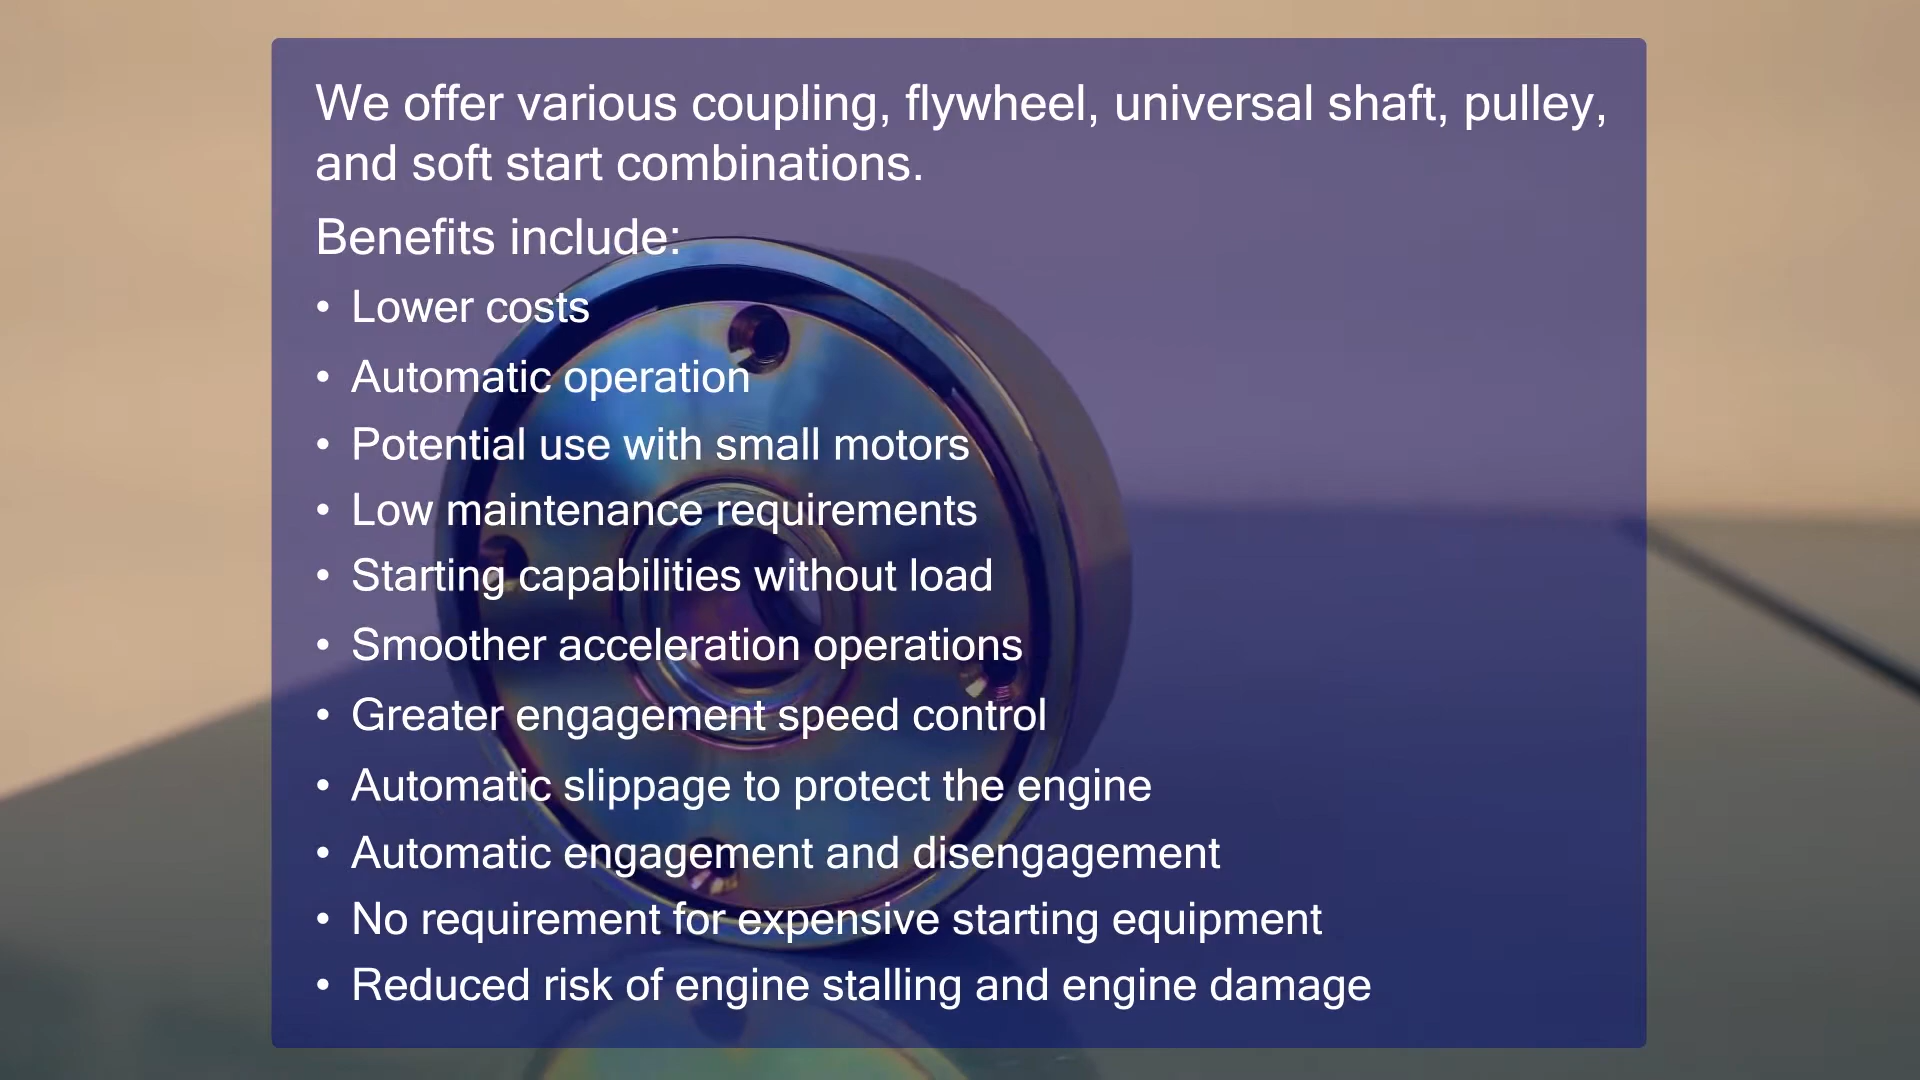 We offer various coupling, flywheel, universal shaft, pulley,
and soft start combinations.
Benefits include:
• Lower costs
• Automatic operation
• Potential use with small motors
• Low maintenance requirements
• Starting capabilities without load
• Smoother acceleration operations
• Greater engagement speed control
• Automatic slippage to protect the engine
• Automatic engagement and disengagement
• No requirement for expensive starting equipment
• Reduced risk of engine stalling and engine damage